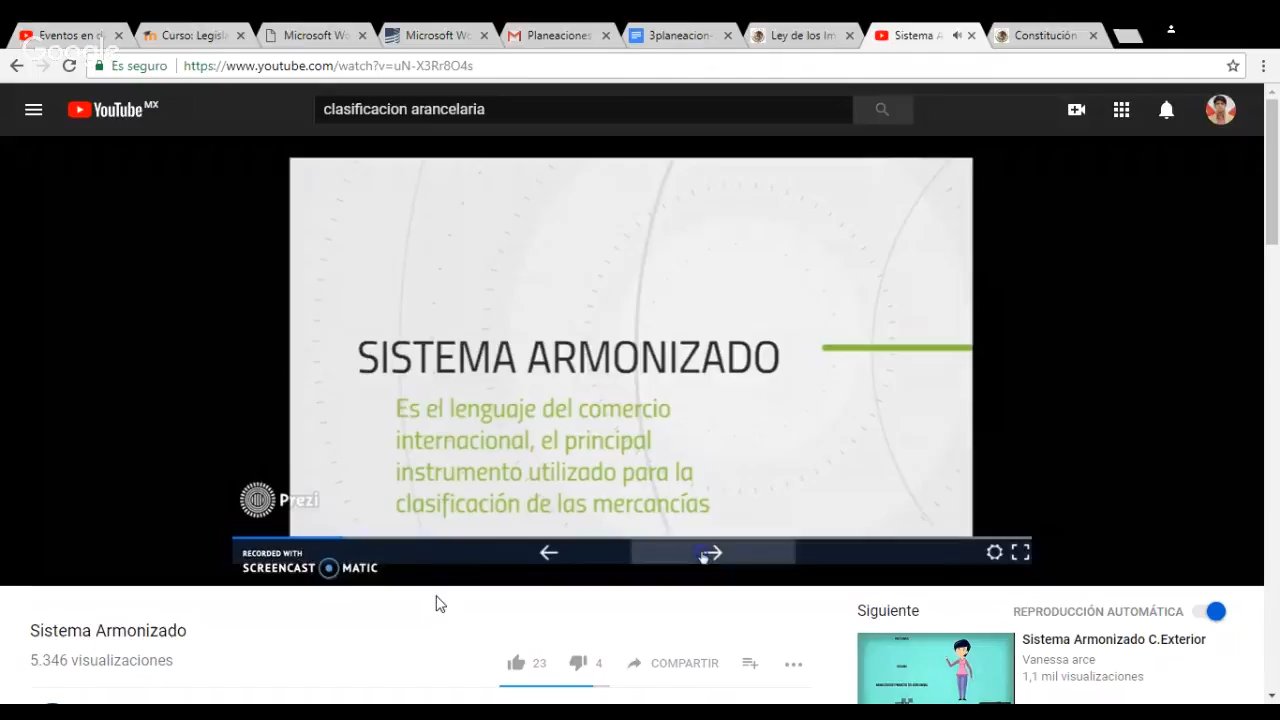 Eventos en d
Curso: Legisla
Microsoft Wo
Microsoft Wo
Planeaciones
3planeacion-
Ley de los Im
Sistema A
Constitución
Google
Es seguro
https://www.youtube.com/watch?v=uN-X3Rr8O4s
YouTube MX
clasificacion arancelaria
SISTEMA ARMONIZADO
Es el lenguaje del comercio
internacional, el principal
instrumento utilizado para la
clasificación de las mercancías
Prezi
RECORDED WITH
SCREENCAST MATIC
Sistema Armonizado
5.346 visualizaciones
23
4
COMPARTIR
Siguiente
REPRODUCCIÓN AUTOMÁTICA
Sistema Armonizado C.Exterior
Vanessa arce
1,1 mil visualizaciones